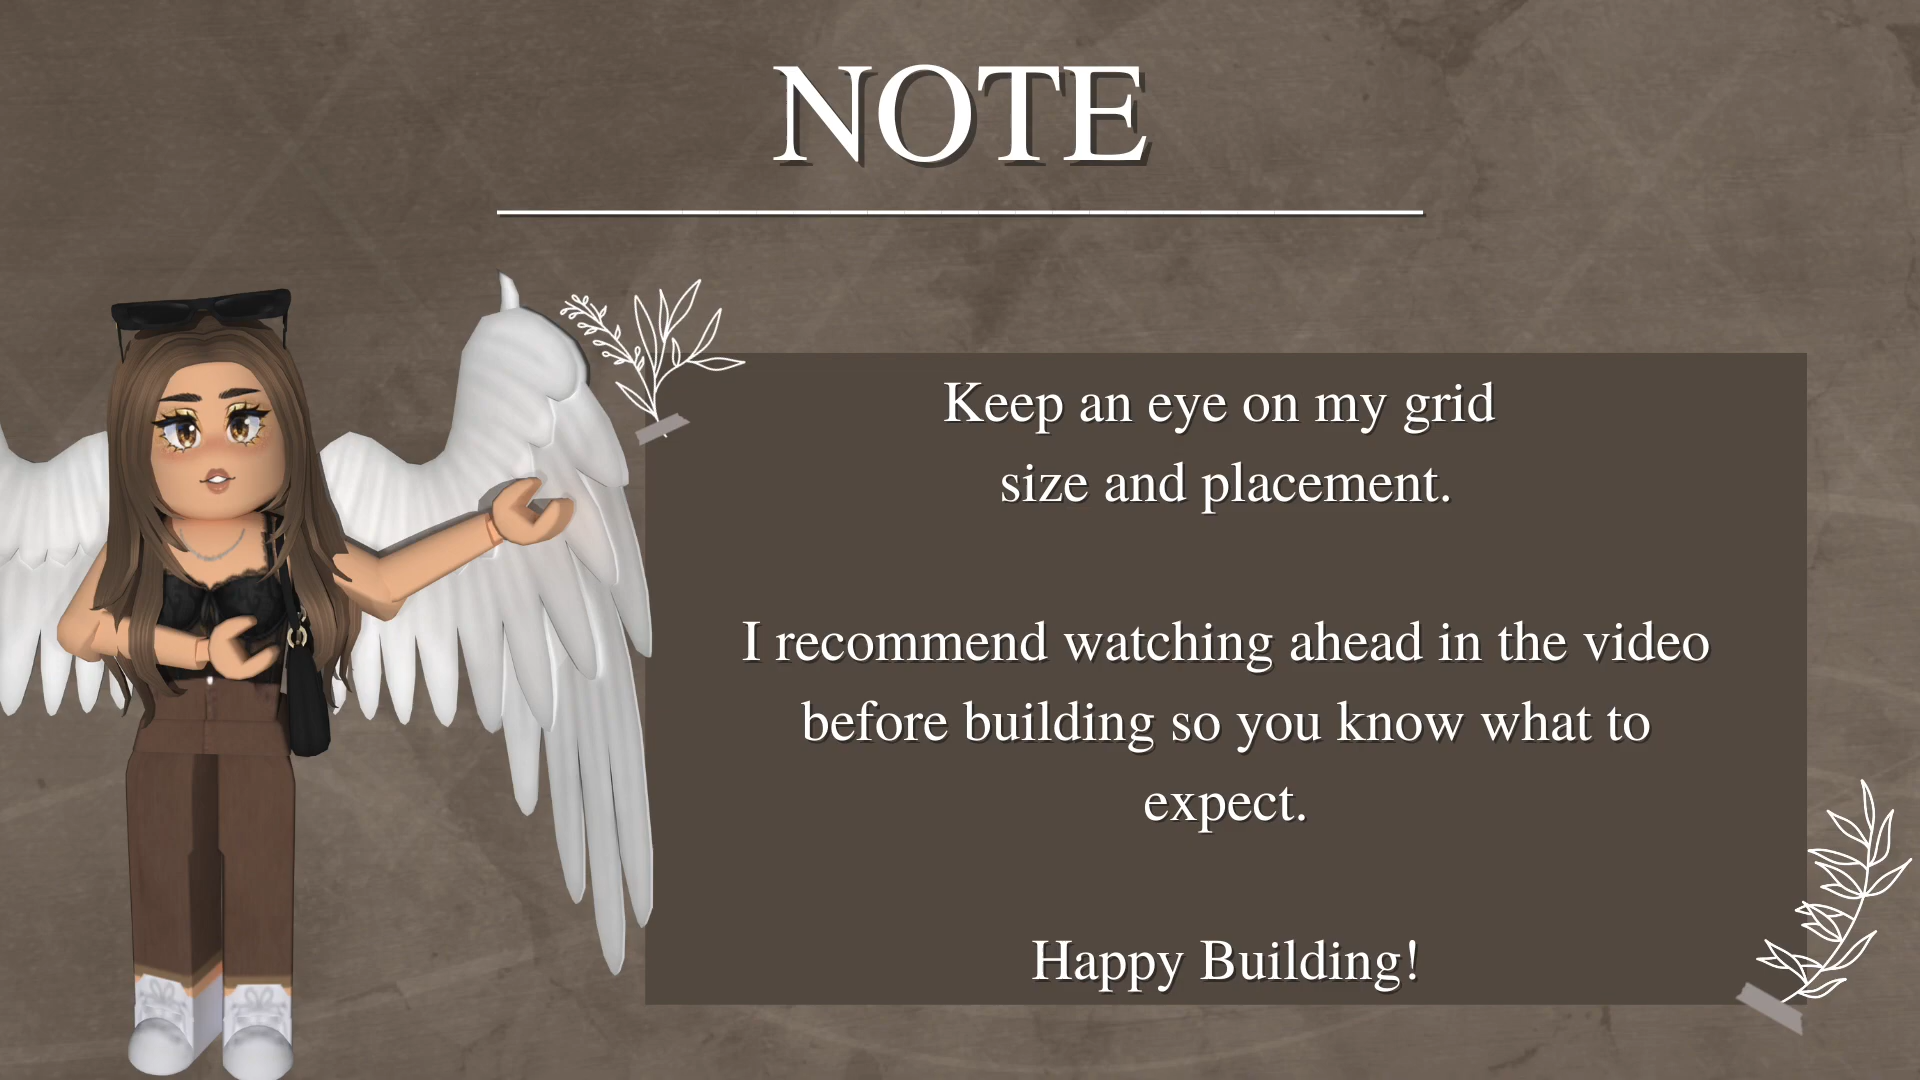 NOTE
Keep an eye on my grid
size and placement.
I recommend watching ahead in the video
before building so you know what to
expect.
Happy Building!